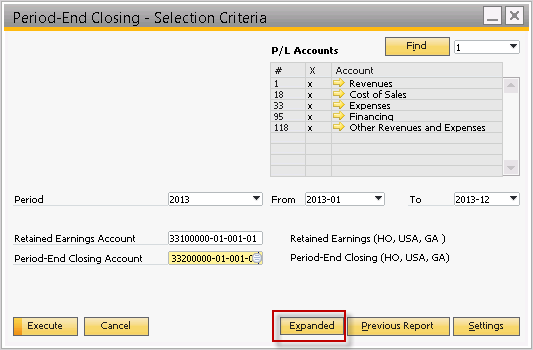 Period-End Closing - Selection Criteria
Find 1
P/L Accounts
# X Account
1 x Revenues
18 x Cost of Sales
33 x Expenses
95 x Financing
118 x Other Revenues and Expenses
Period 2013 From 2013-01 To 2013-12
Retained Earnings Account 33100000-01-001-01 Retained Earnings (HO, USA, GA )
Period-End Closing Account 33200000-01-001- Period-End Closing (HO, USA, GA)
Execute Cancel Expanded Previous Report Settings